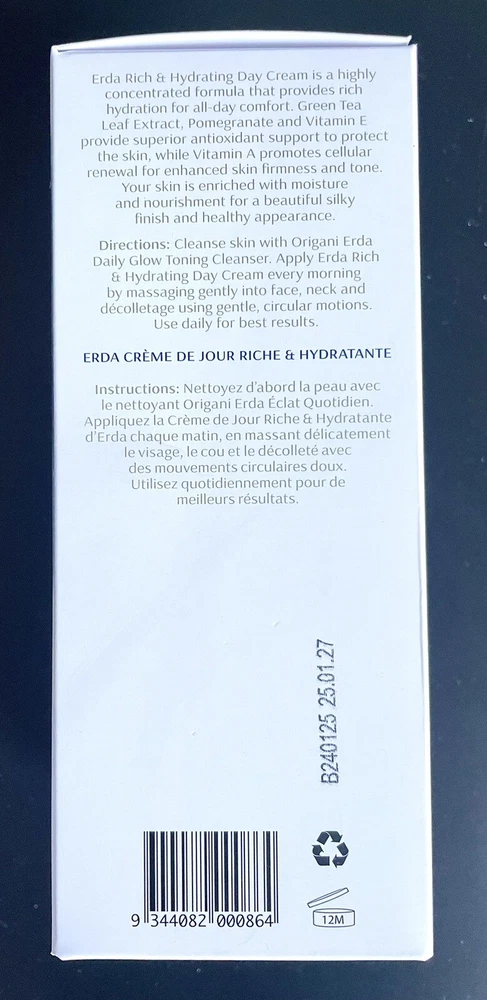 Erda Rich & Hydrating Day Cream is a highly
concentrated formula that provides rich
hydration for all-day comfort. Green Tea
Leaf Extract, Pomegranate and Vitamin E
provide superior antioxidant support to protect
the skin, while Vitamin A promotes cellular
renewal for enhanced skin firmness and tone.
Your skin is enriched with moisture
and nourishment for a beautiful silky
finish and healthy appearance.
Directions: Cleanse skin with Origani Erda
Daily Glow Toning Cleanser. Apply Erda Rich
& Hydrating Day Cream every morning
by massaging gently into face, neck and
décolletage using gentle, circular motions.
Use daily for best results.
ERDA CRÈME DE JOUR RICHE & HYDRATANTE
Instructions: Nettoyez d'abord la peau avec
le nettoyant Origani Erda Éclat Quotidien.
Appliquez la Crème de Jour Riche & Hydratante
d'Erda chaque matin, en massant délicatement
le visage, le cou et le décolleté avec
des mouvements circulaires doux.
Utilisez quotidiennement pour de
meilleurs résultats.
B240125 25.01.27
9 344082 000864
12M